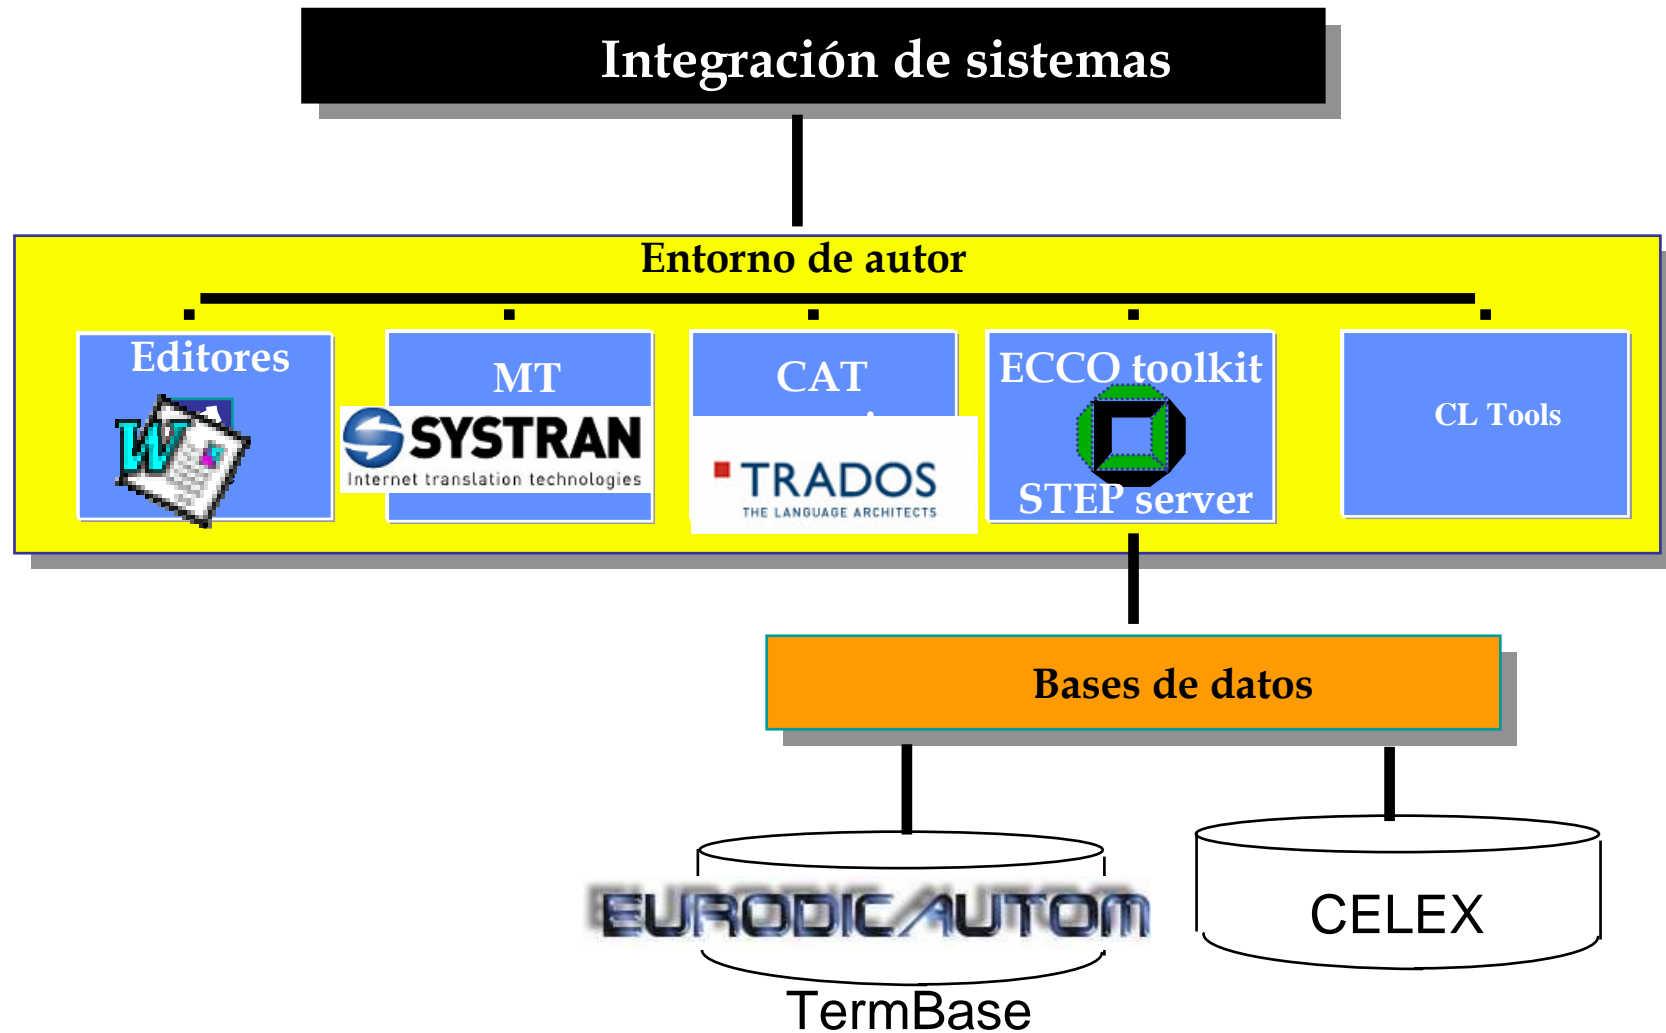 Integración de sistemas
Entorno de autor
Editores
W
MT
SYSTRAN
Internet translation technologies
CAT
TRADOS
THE LANGUAGE ARCHITECTS
ECCO toolkit
STEP server
CL Tools
Bases de datos
EURODICAUTOM
TermBase
CELEX